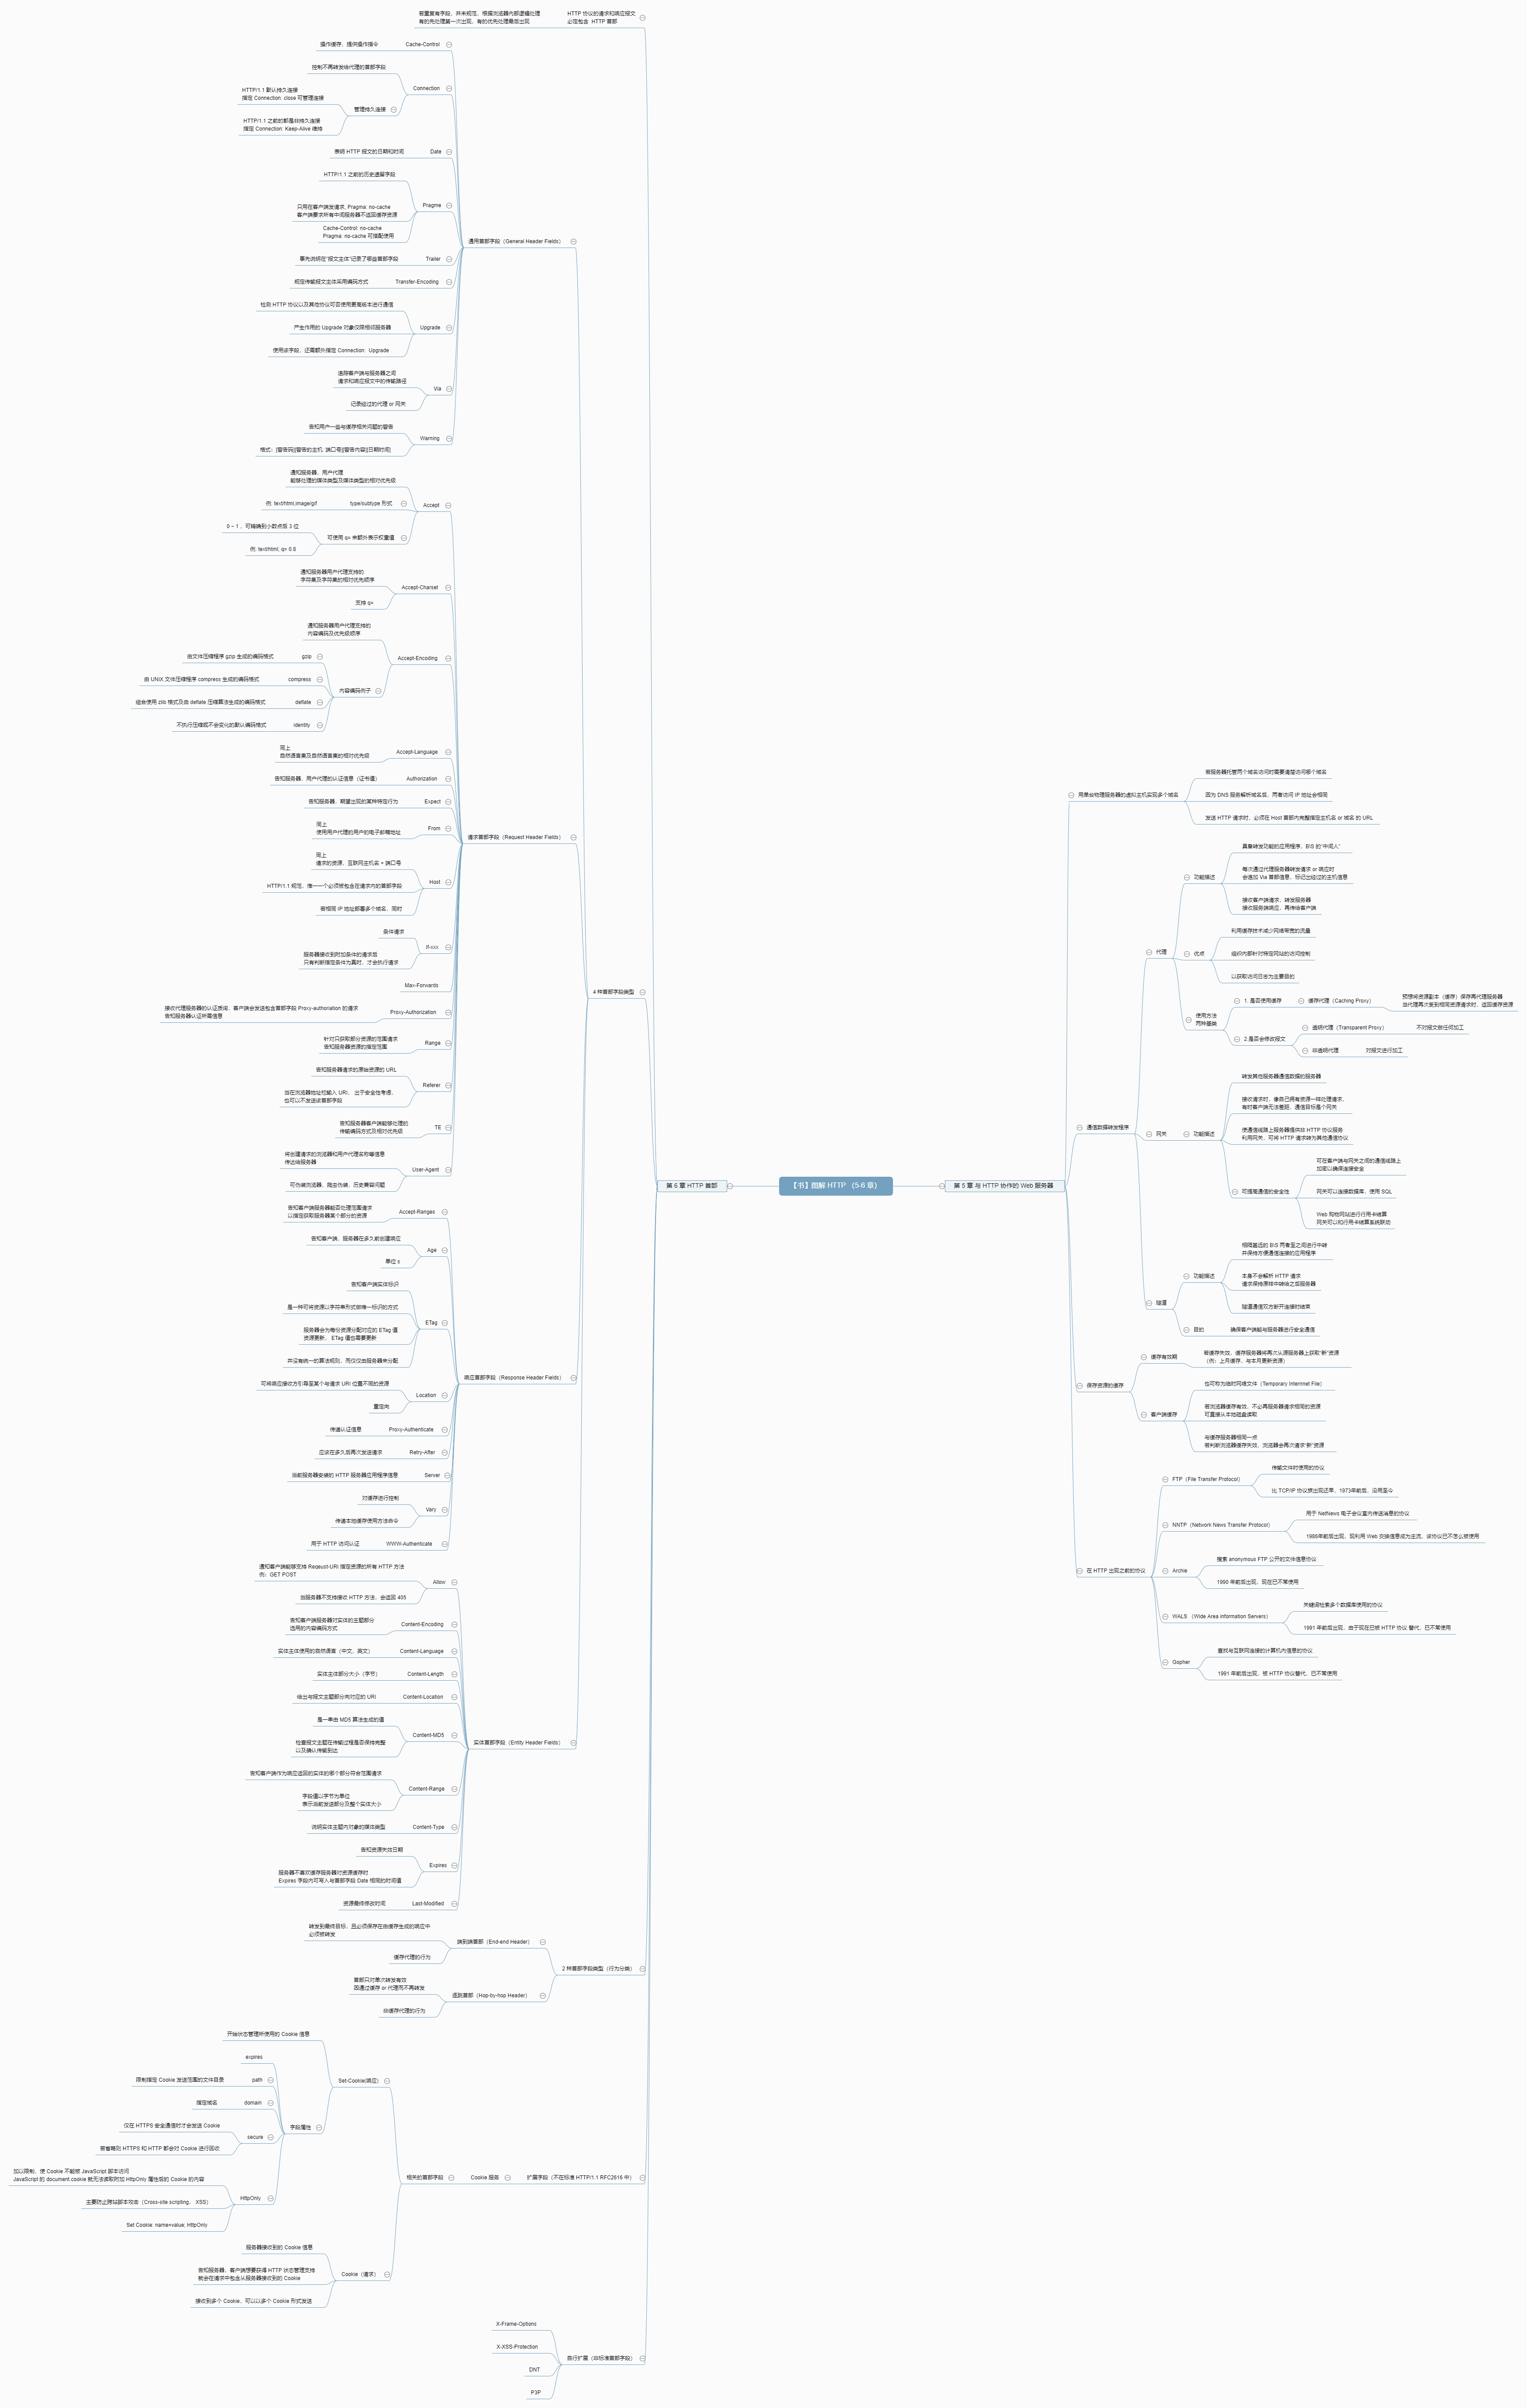 【书】图解 HTTP （5-6 章）
第 5 章 与 HTTP 协作的 Web 服务器
用单台物理服务器的虚拟主机实现多个域名
被服务器托管两个域名访问时需要清楚访问哪个域名
因为 DNS 服务解析域名后，两者访问 IP 地址会相同
发送 HTTP 请求时，必须在 Host 首部内完整指定主机名 or 域名 的 URL
通信数据转发程序
代理
功能描述
具备转发功能的应用程序，B\S 的“中间人”
每次通过代理服务器转发请求 or 响应时
会追加 Via 首部信息，标记出经过的主机信息
接收客户端请求，转发服务器
接收服务端响应，再传给客户端
优点
利用缓存技术减少网络带宽的流量
组织内部针对特定网站的访问控制
以获取访问日志为主要目的
使用方法
两种基类
1. 是否使用缓存
缓存代理（Caching Proxy）
预想将资源副本（缓存）保存再代理服务器
当代理再次受到相同资源请求时，返回缓存资源
2.是否会修改报文
透明代理（Transparent Proxy）
不对报文做任何加工
非透明代理
对报文进行加工
网关
功能描述
转发其他服务器通信数据的服务器
接收请求时，像自己拥有资源一样处理请求，
有时客户端无法差距，通信目标是个网关
使通信线路上服务器提供非 HTTP 协议服务
利用网关，可将 HTTP 请求转为其他通信协议
可提高通信的安全性
可在客户端与网关之间的通信线路上
加密以确保连接安全
网关可以连接数据库，使用 SQL
Web 购物网站进行行用卡结算
网关可以和行用卡结算系统联动
隧道
功能描述
相隔甚远的 B\S 两者至之间进行中转
并保持方便通信连接的应用程序
本身不会解析 HTTP 请求
请求保持原样中转给之后服务器
隧道通信双方断开连接时结束
目的
确保客户端能与服务器进行安全通信
保存资源的缓存
缓存有效期
若缓存失效，缓存服务器将再次从源服务器上获取“新”资源
（例：上月缓存，与本月更新资源）
客户端缓存
也可称为临时网络文件（Temporary Internnet File）
若浏览器缓存有效，不必再服务器请求相同的资源
可直接从本地磁盘读取
与缓存服务器相同一点
若判断浏览器缓存失效，浏览器会再次请求“新”资源
在 HTTP 出现之前的协议
FTP（File Transfer Protocol）
传输文件时使用的协议
比 TCP/IP 协议族出现还早，1973年前后，沿用至今
NNTP（Network News Transfer Protocol）
用于 NetNews 电子会议室内传送消息的协议
1986年前后出现，现利用 Web 交换信息成为主流，该协议已不怎么被使用
Archie
搜索 anonymous FTP 公开的文件信息协议
1990 年前后出现，现在已不常使用
WALS （Wide Area Information Servers）
关键词检索多个数据库使用的协议
1991 年前后出现，由于现在已被 HTTP 协议 替代，已不常使用
Gopher
查找与互联网连接的计算机内信息的协议
1991 年前后出现，被 HTTP 协议替代，已不常使用
第 6 章 HTTP 首部
HTTP 协议的请求和响应报文
必定包含 HTTP 首部
若重复有字段，并未规范，根据浏览器内部逻辑处理
有的先处理第一次出现，有的优先处理最后出现
4 种首部字段类型
通用首部字段（General Header Fields）
Cache-Control
操作缓存，提供操作指令
Connection
控制不再转发给代理的首部字段
管理持久连接
HTTP/1.1 默认持久连接
指定 Connection: close 可管理连接
HTTP/1.1 之前的都是非持久连接
指定 Connection: Keep-Alive 维持
Date
表明 HTTP 报文的日期和时间
Pragme
HTTP/1.1 之前的历史遗留字段
只用在客户端发请求, Pragma: no-cache
客户端要求所有中间服务器不返回缓存资源
Cache-Control: no-cache
Pragma: no-cache 可搭配使用
Trailer
事先说明在“报文主体”记录了哪些首部字段
Transfer-Encoding
规定传输报文主体采用编码方式
Upgrade
检测 HTTP 协议以及其他协议可否使用更高版本进行通信
产生作用的 Upgrade 对象仅限相邻服务器
使用该字段，还需额外指定 Connection: Upgrade
Via
追踪客户端与服务器之间
请求和响应报文中的传输路径
记录经过的代理 or 网关
Warning
告知用户一些与缓存相关问题的警告
格式：[警告码][警告的主机: 端口号][警告内容][日期时间]
请求首部字段（Request Header Fields）
Accept
通知服务器，用户代理
能够处理的媒体类型及媒体类型的相对优先级
type/subtype 形式
例: text/html,image/gif
可使用 q= 来额外表示权重值
0 ~ 1 ，可精确到小数点后 3 位
例: text/html; q= 0.8
Accept-Charset
通知服务器用户代理支持的
字符集及字符集的相对优先顺序
支持 q=
Accept-Encoding
通知服务器用户代理支持的
内容编码及优先级顺序
内容编码例子
gzip
由文件压缩程序 gzip 生成的编码格式
compress
由 UNIX 文件压缩程序 compress 生成的编码格式
deflate
组合使用 zlib 格式及由 deflate 压缩算法生成的编码格式
identity
不执行压缩或不会变化的默认编码格式
Accept-Language
同上
自然语言集及自然语言集的相对优先级
Authorization
告知服务器，用户代理的认证信息（证书值）
Expect
告知服务器，期望出现的某种特定行为
From
同上
使用用户代理的用户的电子邮箱地址
Host
同上
请求的资源，互联网主机名 + 端口号
HTTP/1.1 规范，惟一一个必须被包含在请求内的首部字段
若相同 IP 地址部署多个域名，同时
If-xxx
条件请求
服务器接收到附加条件的请求后
只有判断指定条件为真时，才会执行请求
Max-Forwards
Proxy-Authorization
接收代理服务器的认证质询，客户端会发送包含首部字段 Proxy-authoriation 的请求
告知服务器认证所需信息
Range
针对只获取部分资源的范围请求
告知服务器资源的指定范围
Referer
告知服务器请求的原始资源的 URL
当在浏览器地址栏输入 URI， 出于安全性考虑，
也可以不发送该首部字段
TE
告知服务器客户端能够处理的
传输编码方式及相对优先级
User-Agent
将创建请求的浏览器和用户代理名称等信息
传达给服务器
可伪装浏览器、爬虫伪装、历史兼容问题
响应首部字段（Response Header Fields）
Accept-Ranges
告知客户端服务器能否处理范围请求
以指定获取服务器某个部分的资源
Age
告知客户端，服务器在多久前创建响应
单位 s
ETag
告知客户端实体标识
是一种可将资源以字符串形式做唯一标识的方式
服务器会为每份资源分配对应的 ETag 值
资源更新， ETag 值也需要更新
并没有统一的算法规则，而仅仅由服务器来分配
Location
可将响应接收方引导至某个与请求 URI 位置不同的资源
重定向
Proxy-Authenticate
传递认证信息
Retry-After
应该在多久后再次发送请求
Server
当前服务器安装的 HTTP 服务器应用程序信息
Vary
对缓存进行控制
传递本地缓存使用方法命令
WWW-Authenticate
用于 HTTP 访问认证
实体首部字段（Entity Header Fields）
Allow
通知客户端能够支持 Reqeust-URI 指定资源的所有 HTTP 方法
例：GET POST
当服务器不支持接收 HTTP 方法，会返回 405
Content-Encoding
告知客户端服务器对实体的主题部分
选用的内容编码方式
Content-Language
实体主体使用的自然语言（中文、英文）
Content-Length
实体主体部分大小（字节）
Content-Location
给出与报文主题部分向对应的 URI
Content-MD5
是一串由 MD5 算法生成的值
检查报文主题在传输过程是否保持完整
以及确认传输到达
Content-Range
告知客户端作为响应返回的实体的哪个部分符合范围请求
字段值以字节为单位
表示当前发送部分及整个实体大小
Content-Type
说明实体主题内对象的媒体类型
Expires
告知资源失效日期
服务器不喜欢缓存服务器对资源缓存时
Expires 字段内可写入与首部字段 Date 相同的时间值
Last-Modified
资源最终修改时间
2 种首部字段类型（行为分类）
端到端首部（End-end Header）
转发到最终目标，且必须保存在由缓存生成的响应中
必须被转发
缓存代理的行为
逐跳首部（Hop-by-hop Header）
首部只对单次转发有效
因通过缓存 or 代理而不再转发
非缓存代理的行为
扩展字段（不在标准 HTTP/1.1 RFC2616 中）
Cookie 服务
相关的首部字段
Set-Cookie(响应)
开始状态管理所使用的 Cookie 信息
字段属性
expires
path
限制指定 Cookie 发送范围的文件目录
domain
指定域名
secure
仅在 HTTPS 安全通信时才会发送 Cookie
若省略则 HTTPS 和 HTTP 都会对 Cookie 进行回收
HttpOnly
加以限制，使 Cookie 不能被 JavaScript 脚本访问
JavaScript 的 document.cookie 就无法读取附加 HttpOnly 属性后的 Cookie 的内容
主要防止跨站脚本攻击（Cross-site scripting， XSS）
Set Cookie: name=value; HttpOnly
Cookie（请求）
服务器接收到的 Cookie 信息
告知服务器，客户端想要获得 HTTP 状态管理支持
就会在请求中包含从服务器接收到的 Cookie
接收到多个 Cookie，可以以多个 Cookie 形式发送
自行扩展（非标准首部字段）
X-Frame-Options
X-XSS-Protection
DNT
P3P